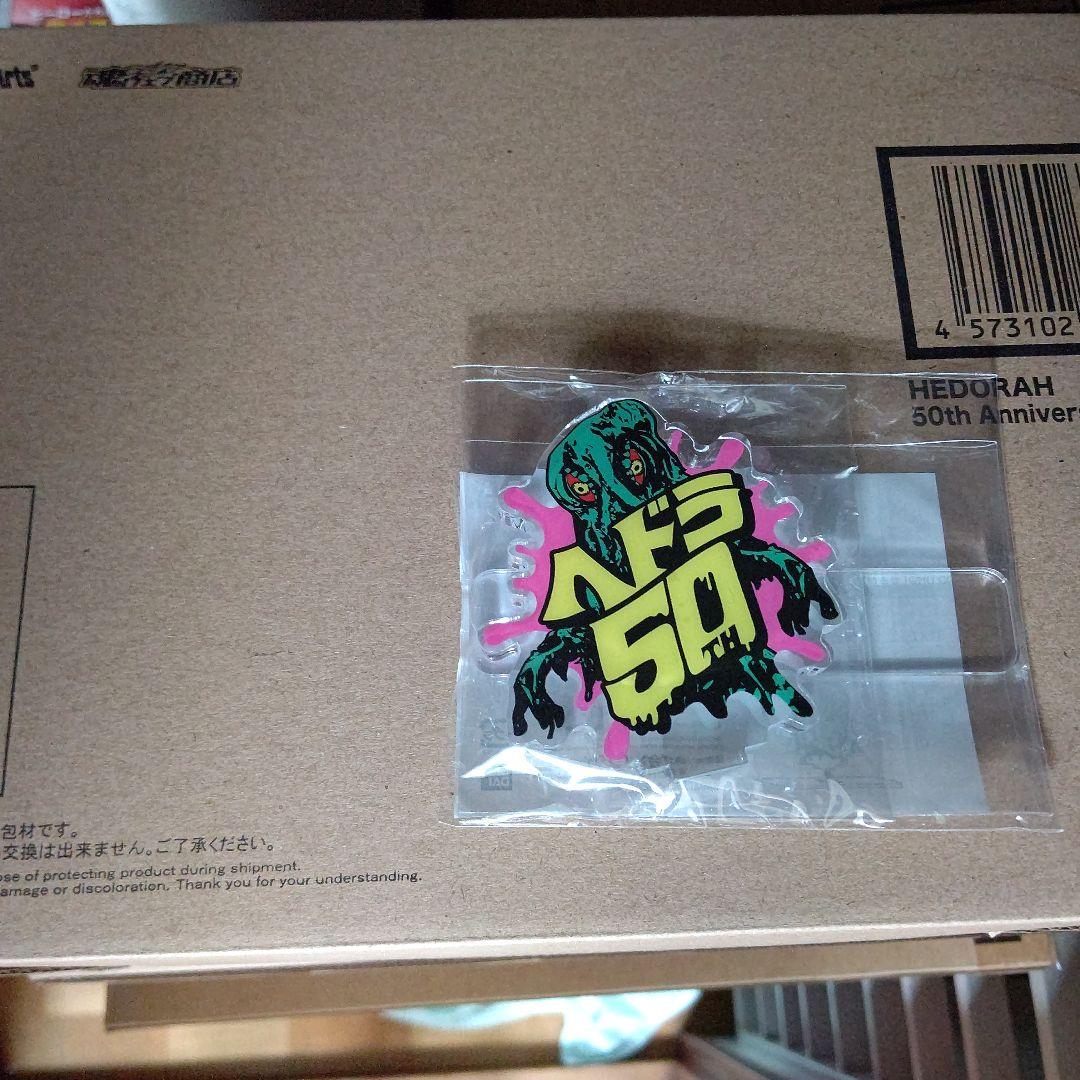 Arts
魂ウェブ商店
4 573102
HEDORAH
50th Annivers
ヘドラ
50TH
包材です。
交換は出来ません。ご了承ください。
ose of protecting product during shipment.
amage or discoloration. Thank you for your understanding.